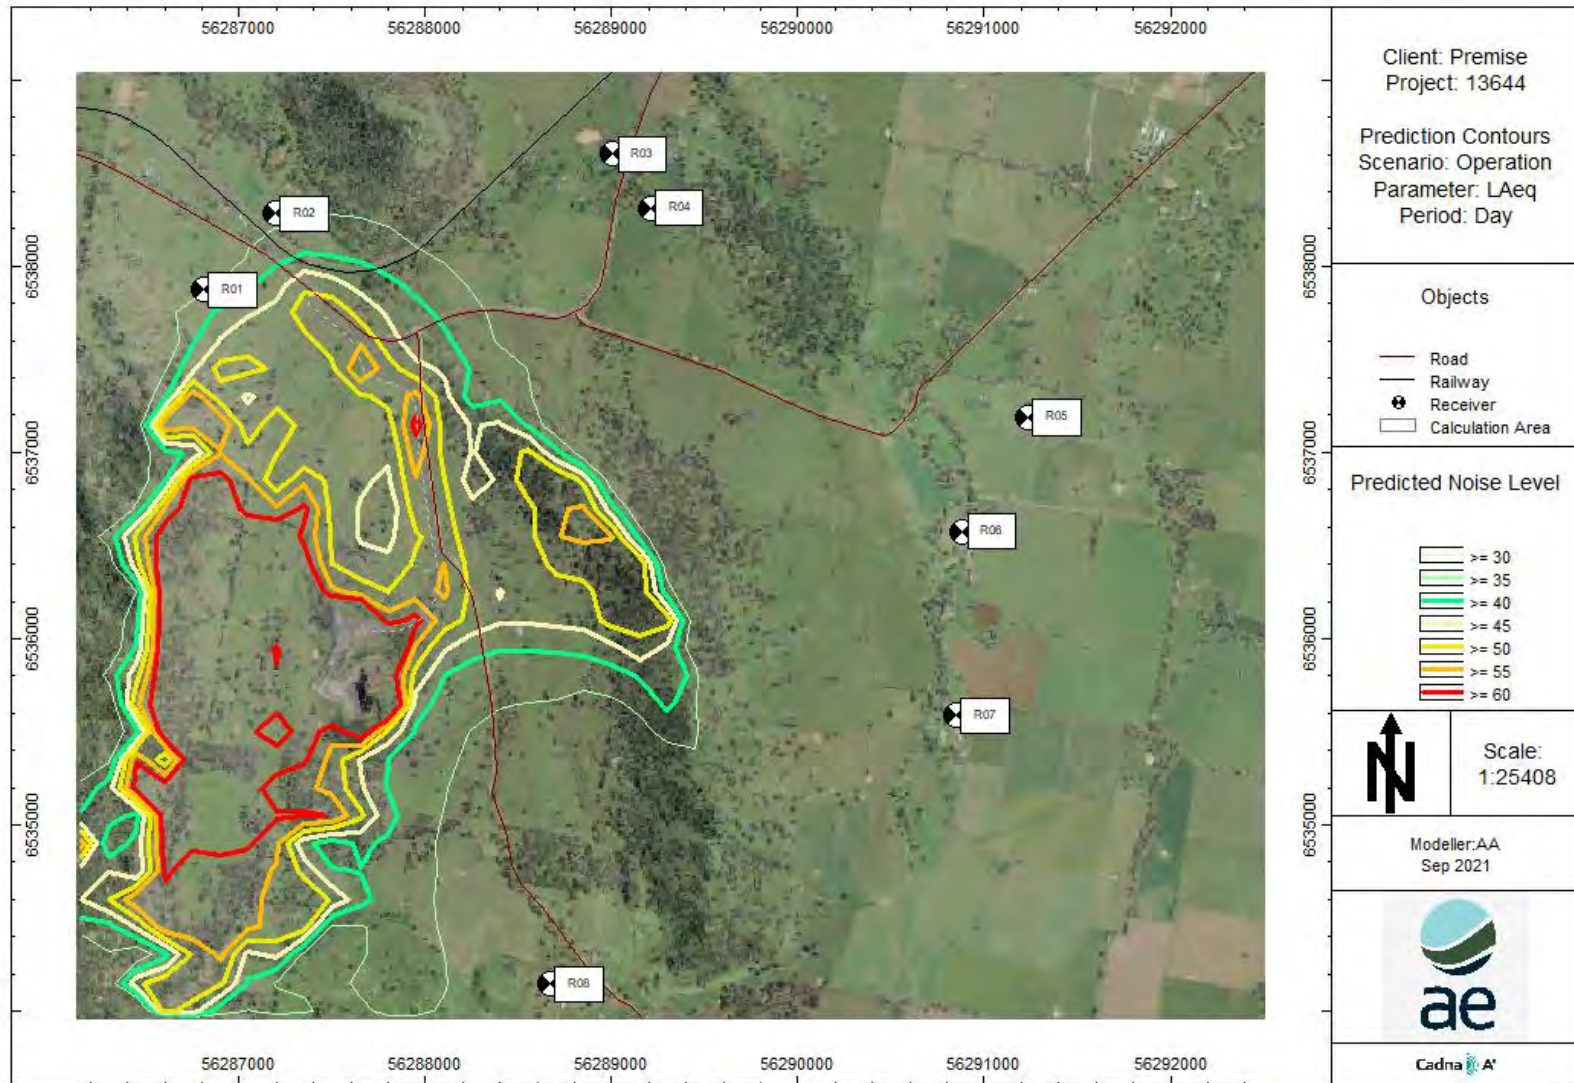 56287000 56288000 56289000 56290000 56291000 56292000
Client: Premise
Project: 13644
Prediction Contours
Scenario: Operation
Parameter: LAeq
Period: Day
Objects
Road
Railway
Receiver
Calculation Area
Predicted Noise Level
>= 30
>= 35
>= 40
>= 45
>= 50
>= 55
>= 60
N
Scale:
1:25408
Modeller:AA
Sep 2021
ae
Cadna A
R03
R04
R02
R01
R05
R06
R07
R08
6538000
6537000
6536000
6535000
6538000
6537000
6536000
6535000
56287000 56288000 56289000 56290000 56291000 56292000